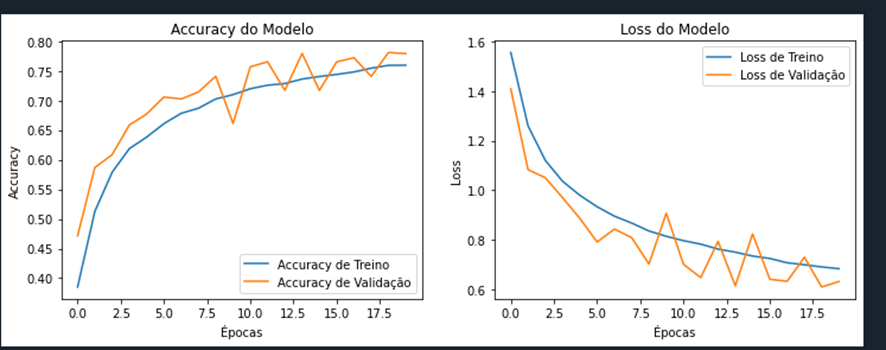 Accuracy do Modelo
0.80
0.75
0.70
0.65
0.60
0.55
0.50
0.45
0.40
Accuracy
Accuracy de Treino
Accuracy de Validação
0.0 2.5 5.0 7.5 10.0 12.5 15.0 17.5
Épocas
Loss do Modelo
1.6
1.4
1.2
1.0
0.8
0.6
Loss
Loss de Treino
Loss de Validação
0.0 2.5 5.0 7.5 10.0 12.5 15.0 17.5
Épocas